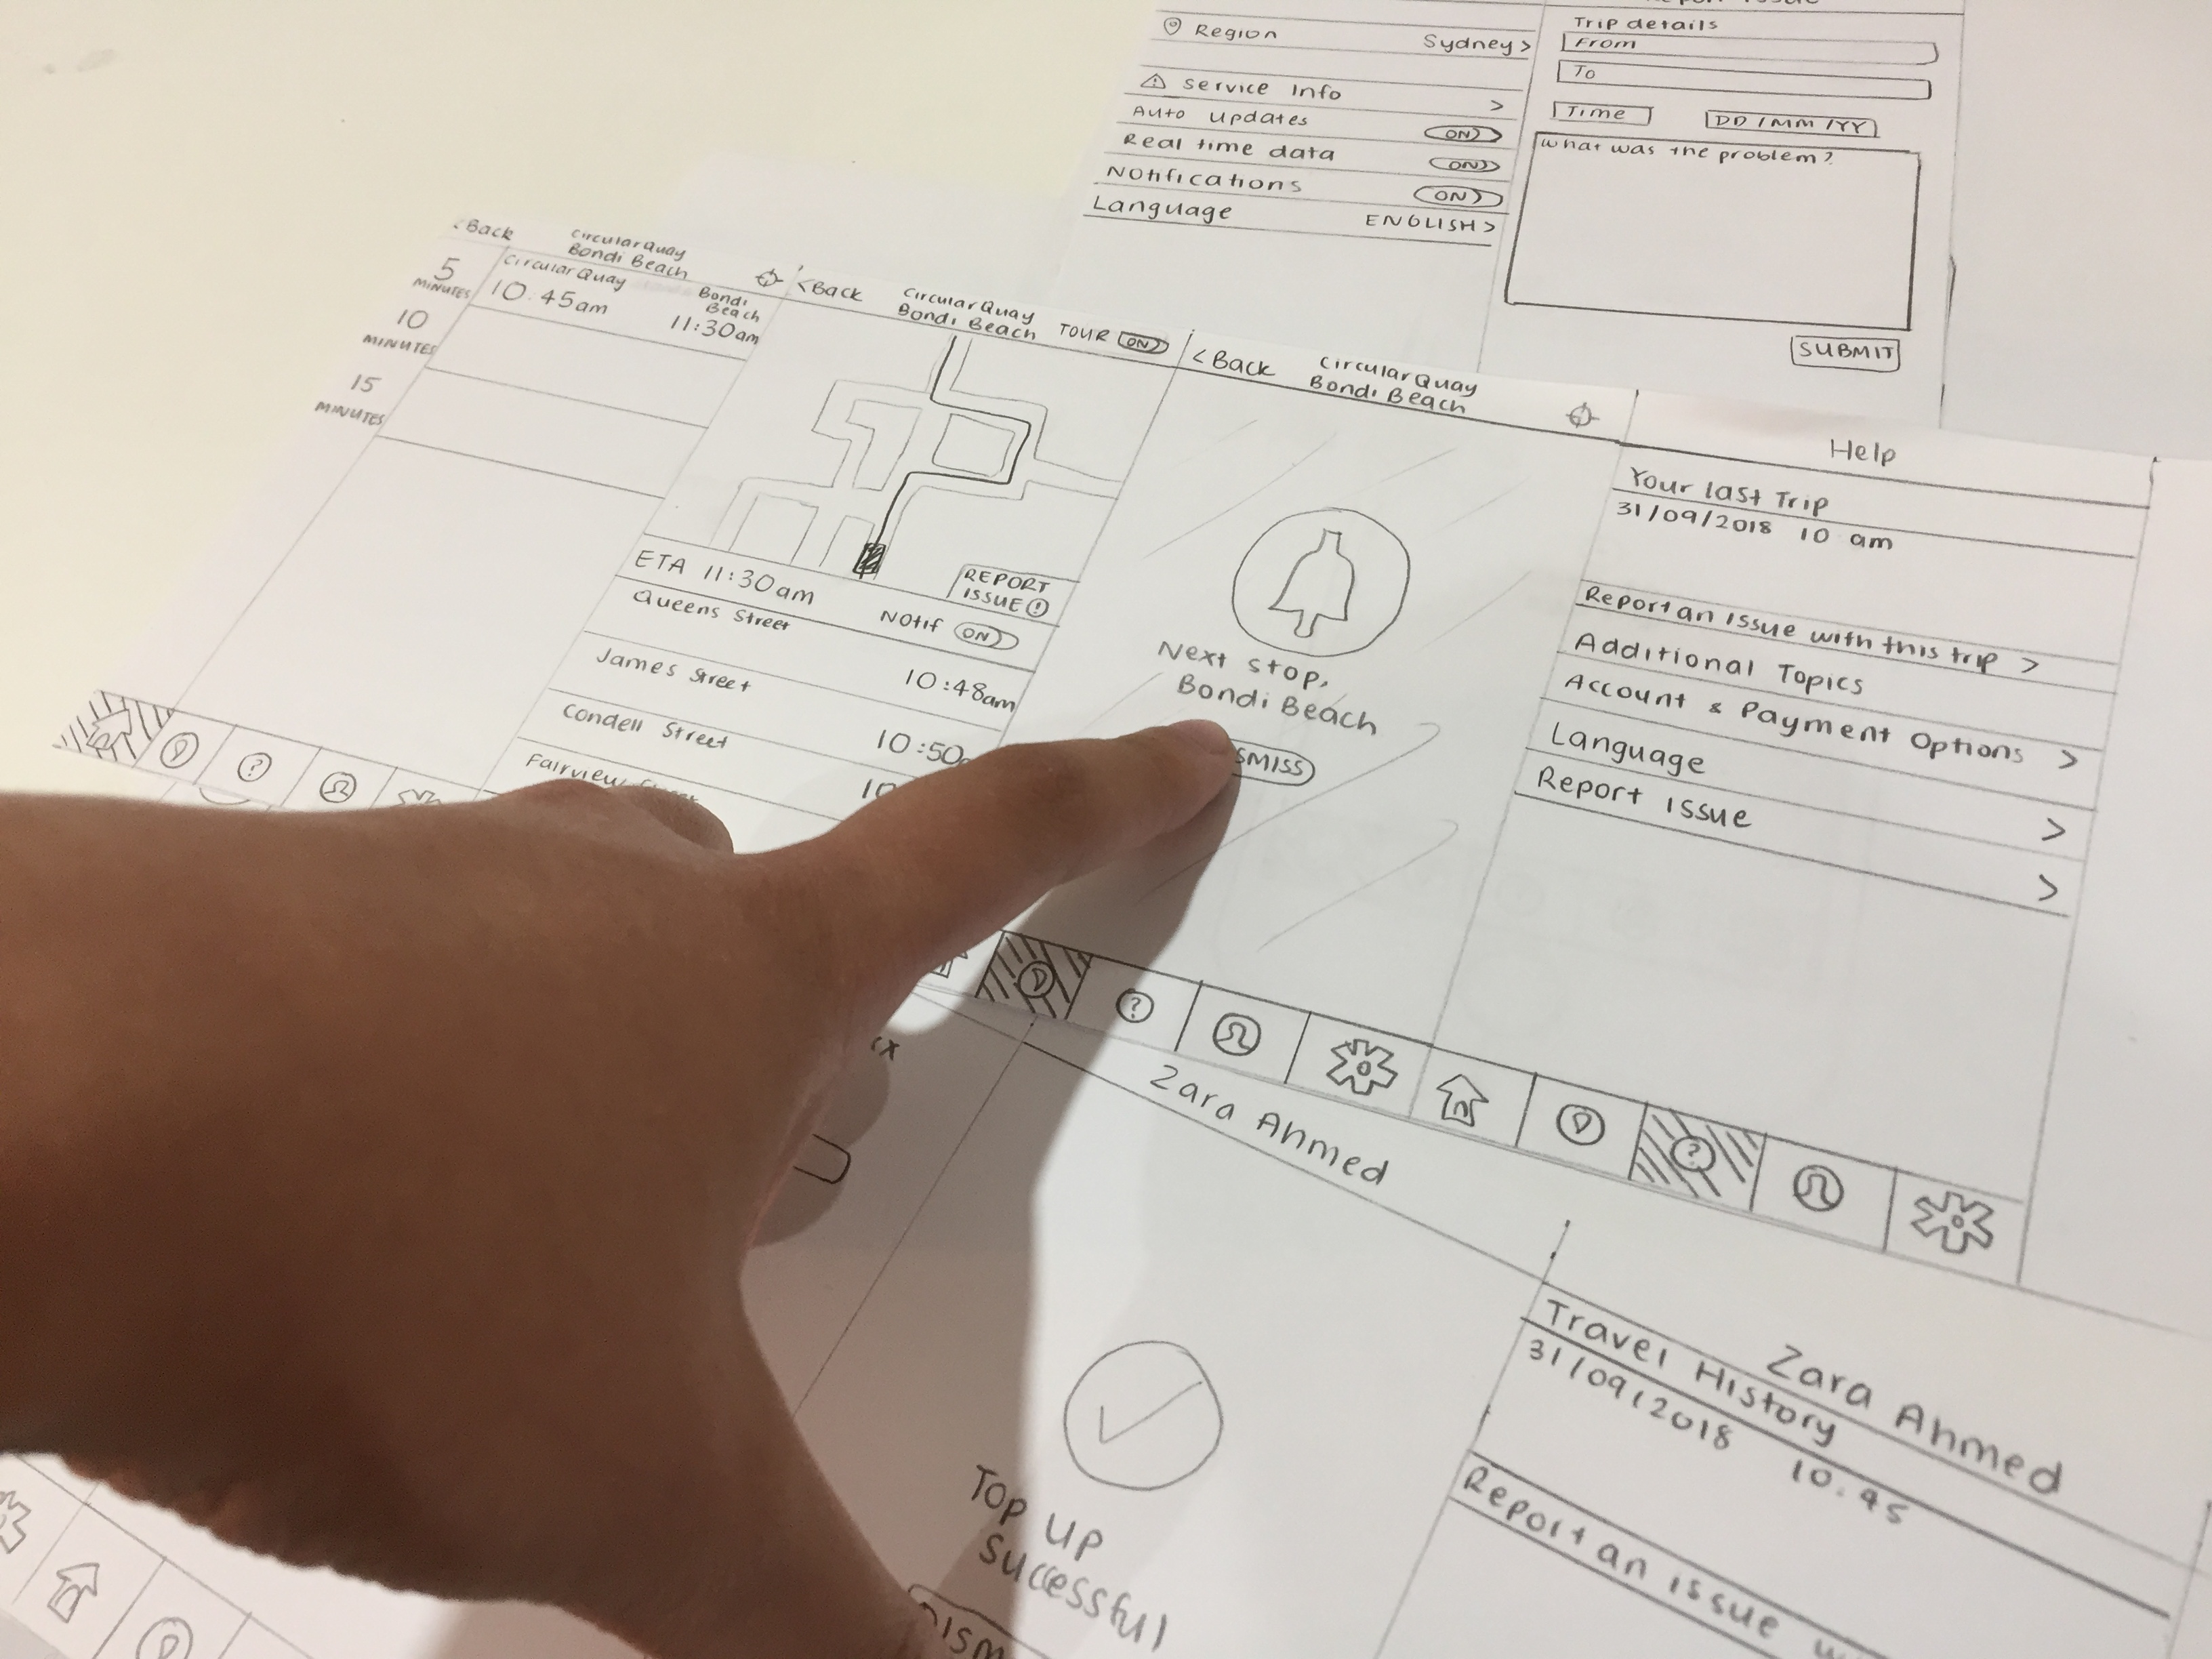 Region Sydney >
Service Info >
Auto updates ON
Real time data ON
Notifications ON
Language ENGLISH >
Trip details
From
To
Time DD/MM/YY
What was the problem?
SUBMIT
< Back Circular Quay
Bondi Beach
5
MINUTES
10
MINUTES
15
MINUTES
Circular Quay
10.45am
Bondi
Beach
11:30am
< Back Circular Quay
Bondi Beach TOUR ON
ETA 11:30am
REPORT
ISSUE !
Notif ON
Queens Street 10:48am
James Street 10:50
Condell Street 10
Fairview
< Back Circular Quay
Bondi Beach
Next stop,
Bondi Beach
SMISS
?
Help
Your last Trip
31/09/2018 10 am
Report an issue with this trip >
Additional Topics
Account & Payment Options >
Language >
Report Issue >
?
?
Zara Ahmed
Top Up
Successful
DISM
Zara Ahmed
Travel History
31/09/2018 10.45
Report an issue w